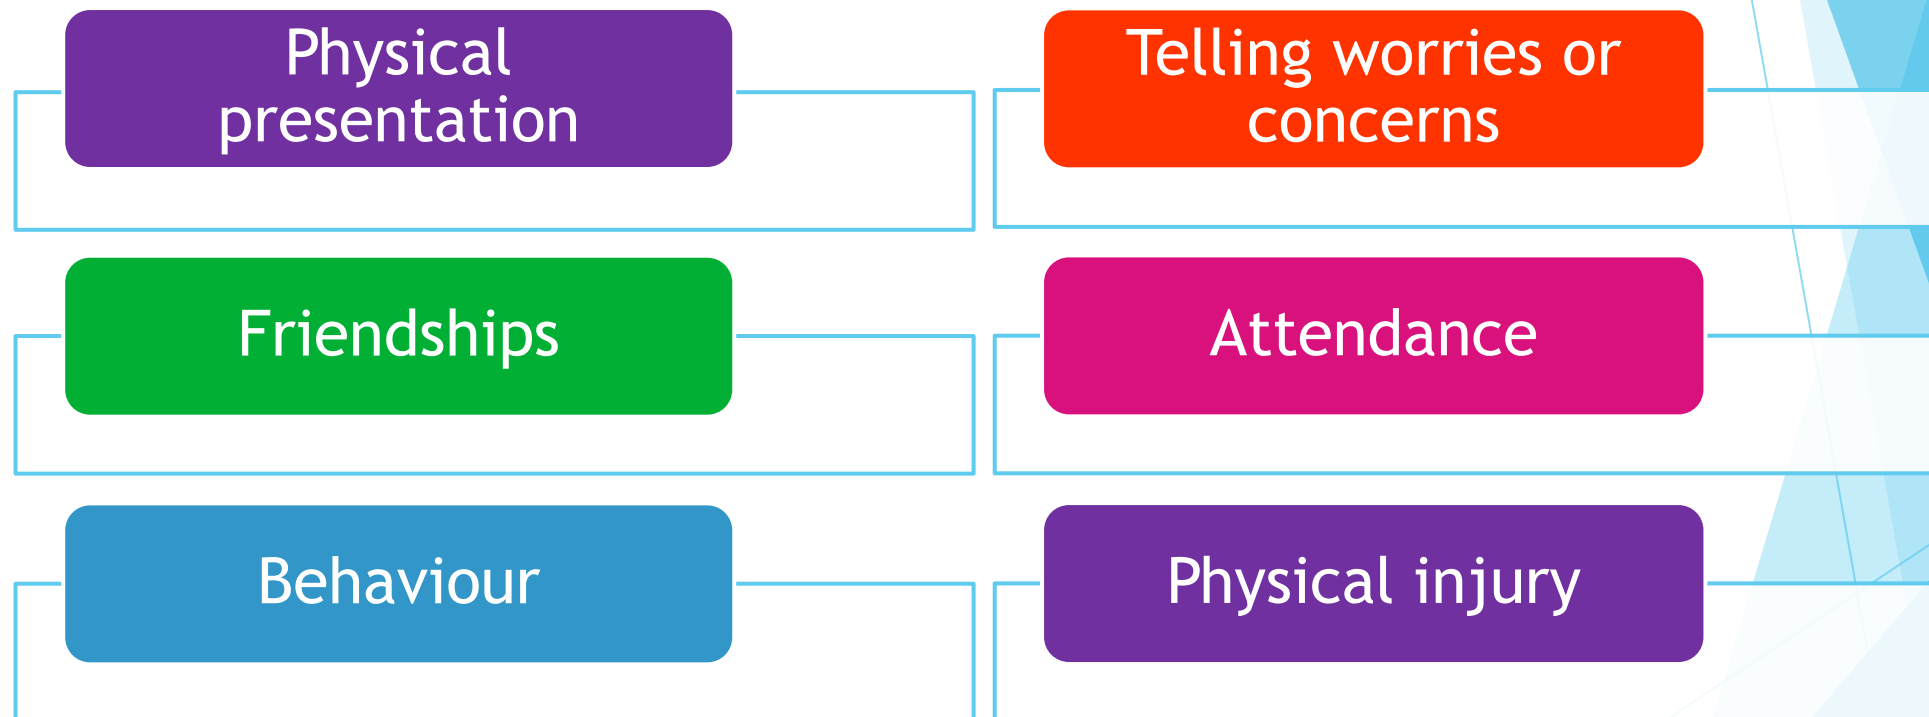 Physical
presentation
Telling worries or
concerns
Friendships
Attendance
Behaviour
Physical injury